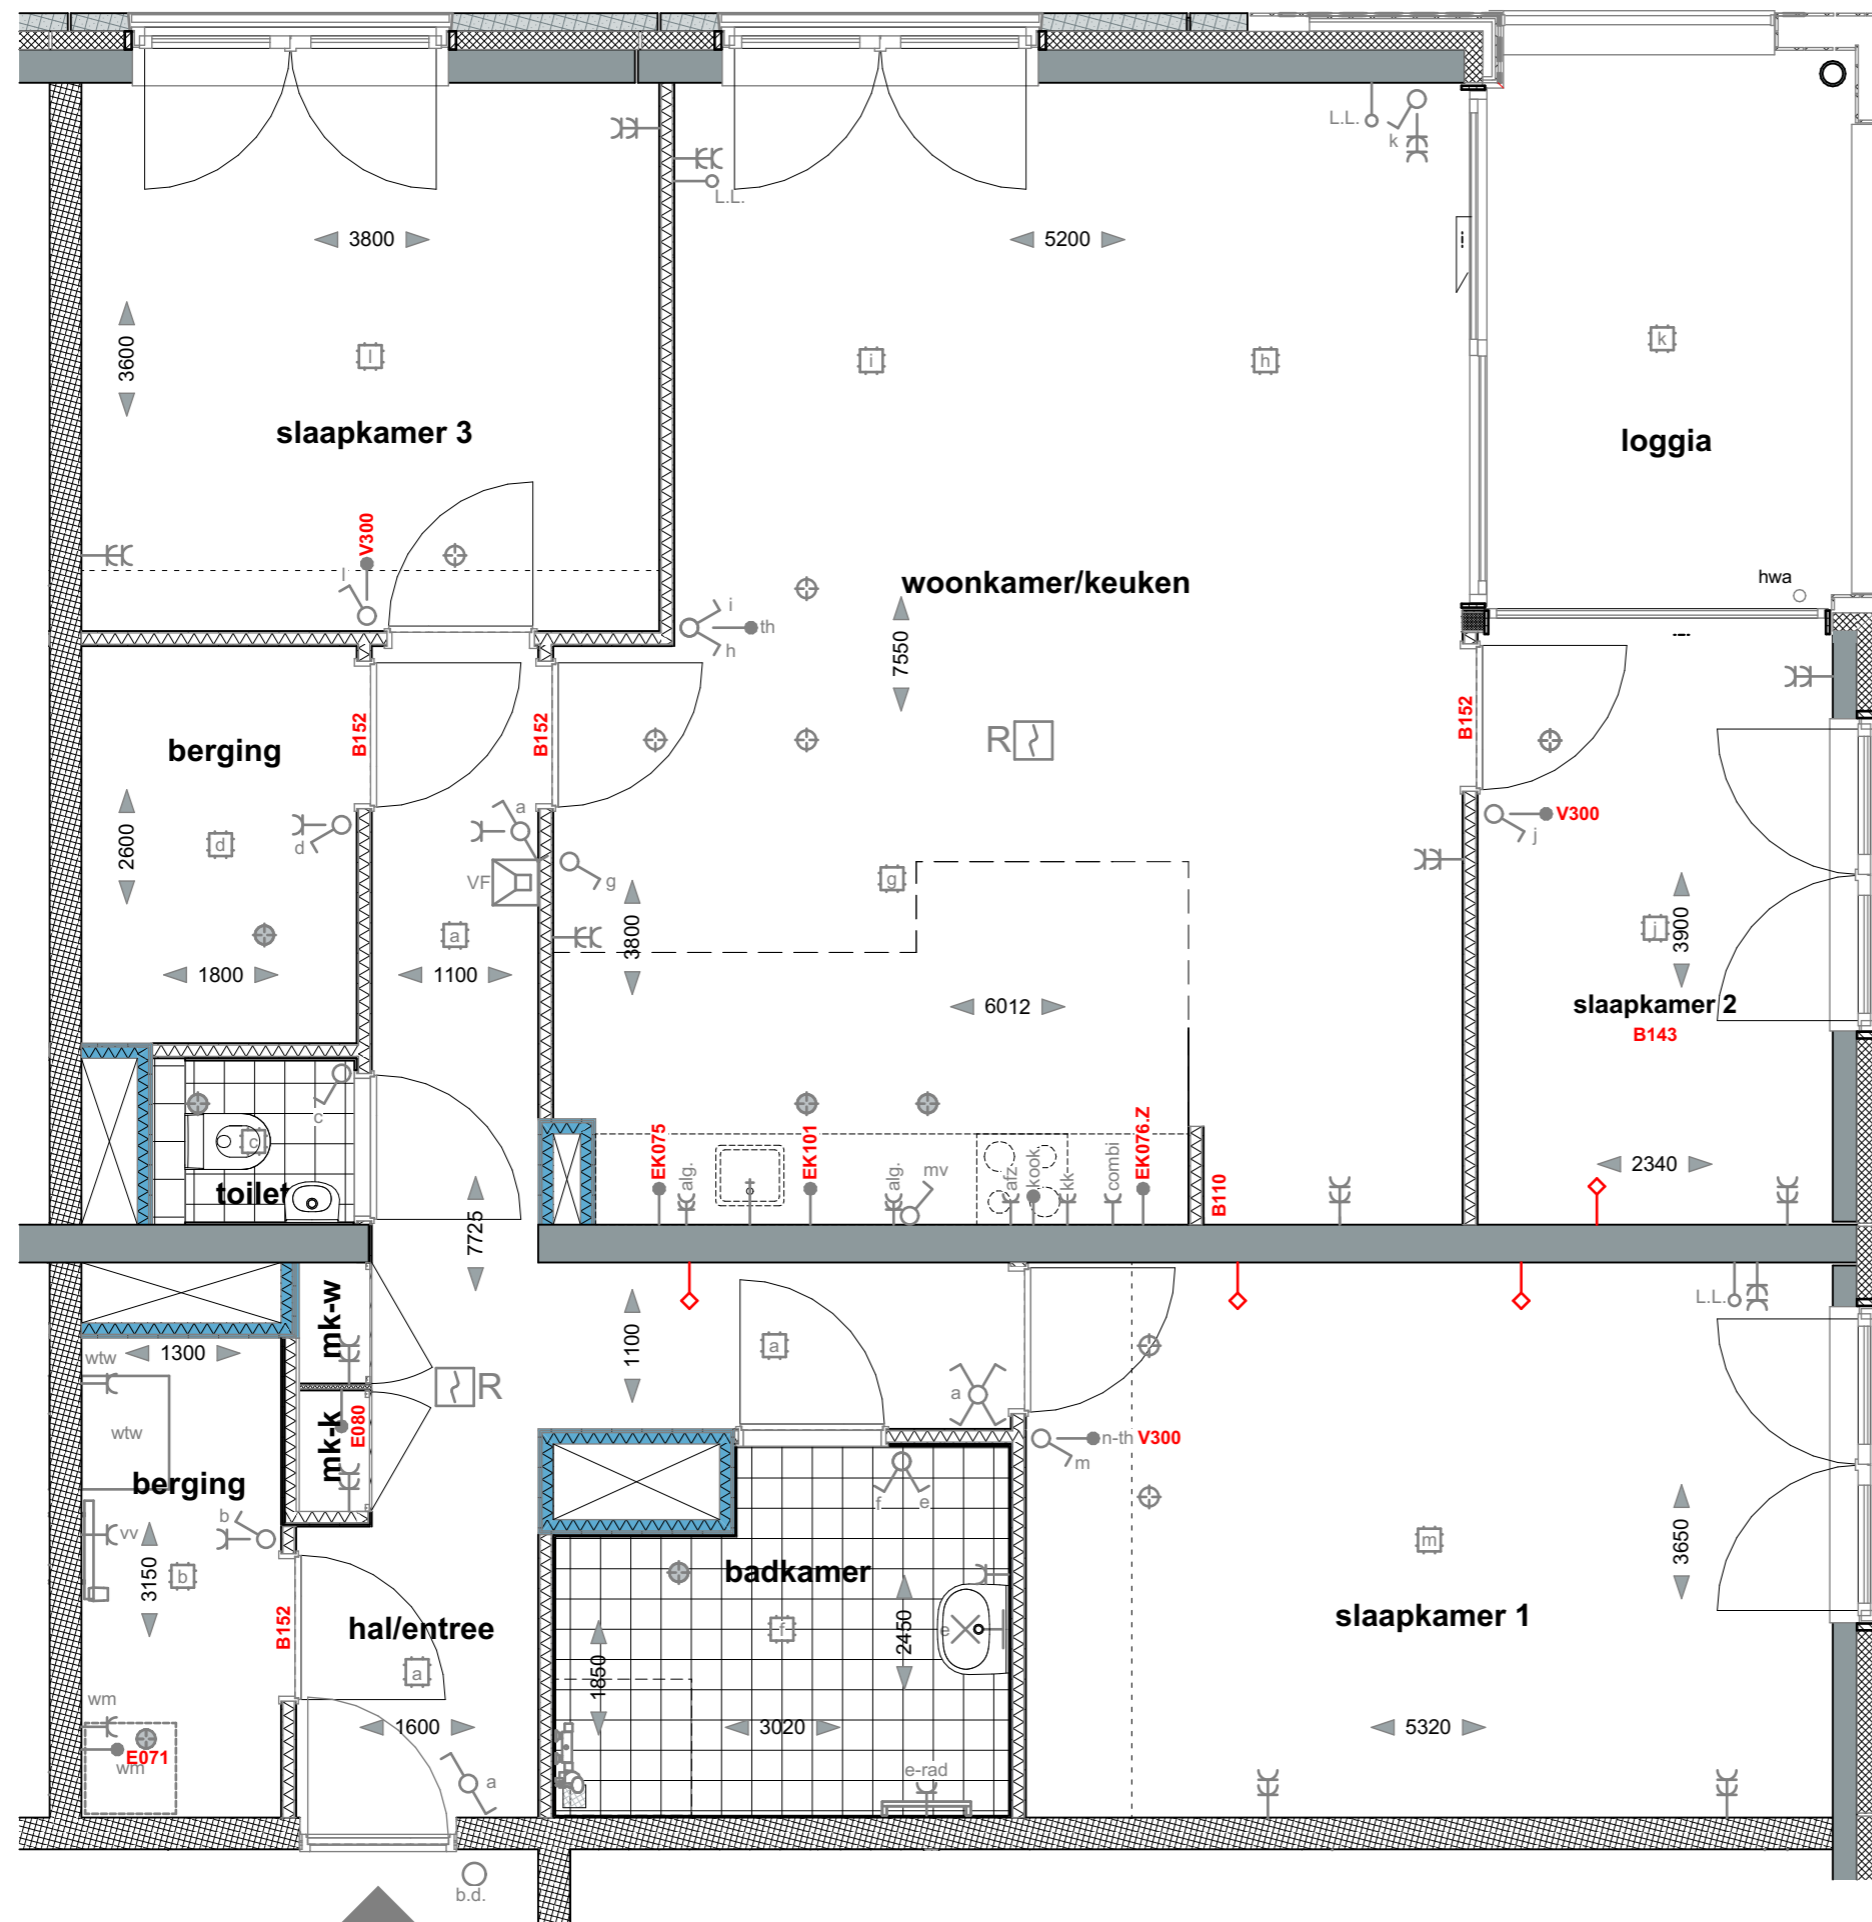 L.L.
k
L.L.
3800
5200
3600
l
i
h
k
slaapkamer 3
loggia
V300
l
woonkamer/keuken
hwa
i
th
h
7550
B152
B152
B152
berging
R
2600
d
d
a
VF
g
g
V300
j
3800
a
j
3900
1800
1100
6012
slaapkamer 2
B143
c
c
toilet
EK075
alg.
EK101
alg.
mv
afz.
kook
kk
combi
EK076.Z
B110
2340
7725
mk-w
L.L.
wtw
1300
1100
a
a
R
wtw
mk-k
E080
n-th
V300
m
berging
f
e
vv
b
3150
b
badkamer
m
3650
B152
hal/entree
f
2450
e
slaapkamer 1
a
1850
wm
1600
3020
5320
E071
wm
a
e-rad
b.d.